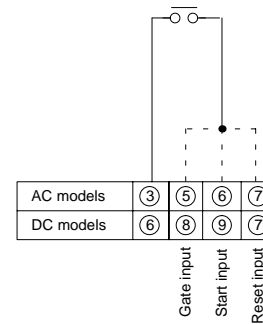 AC models ③ ⑤ ⑥ ⑦
DC models ⑥ ⑧ ⑨ ⑦
Gate input
Start input
Reset input